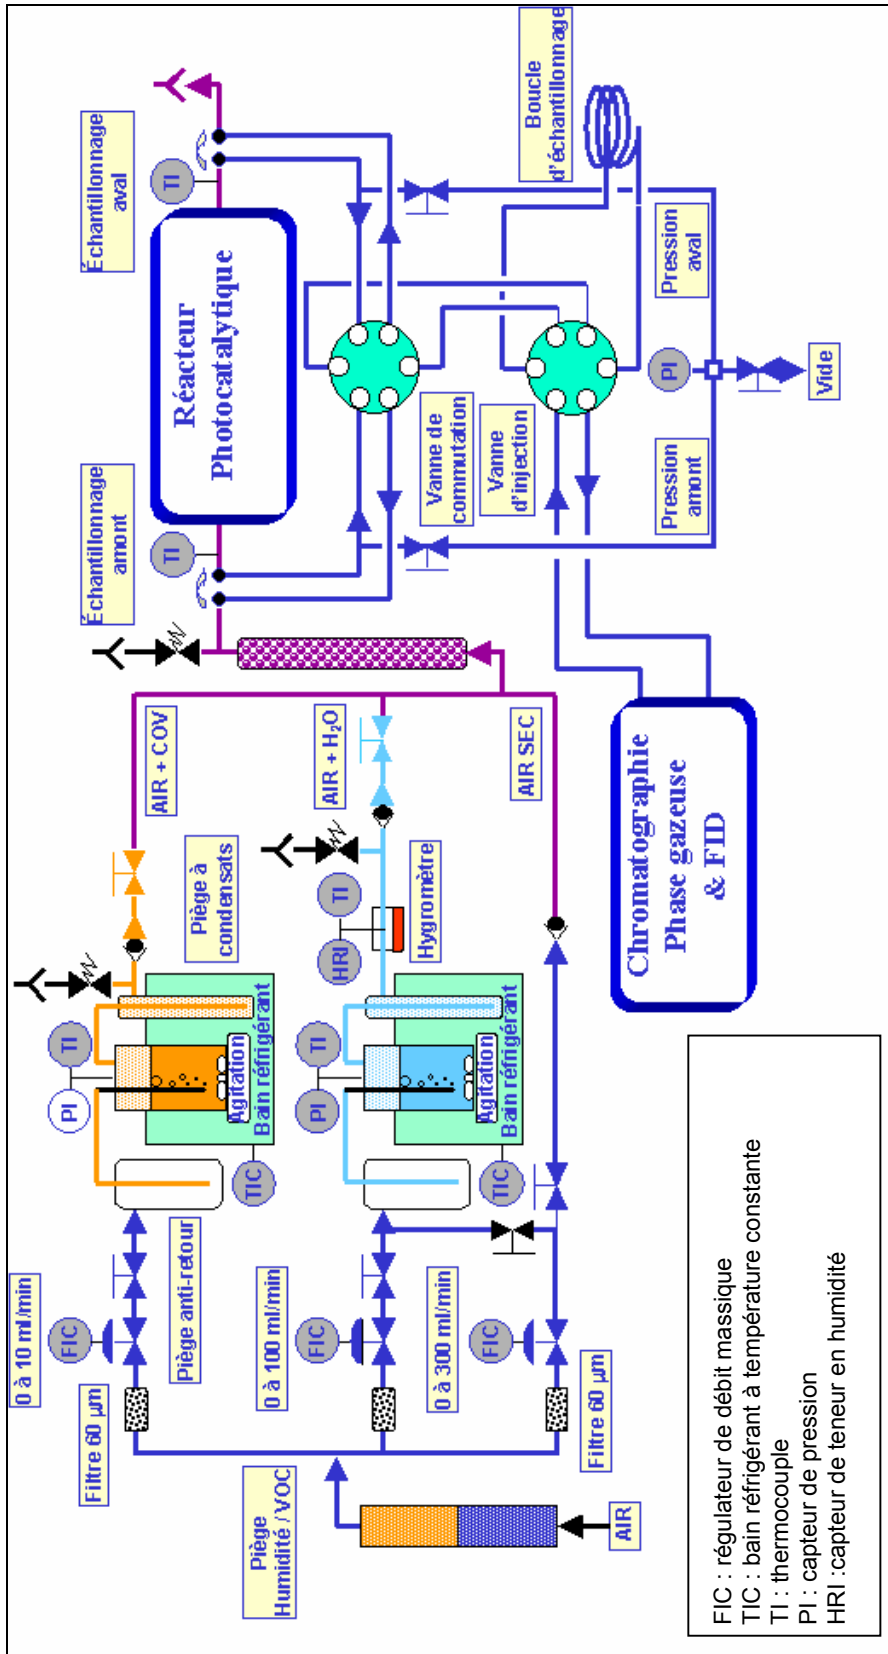 AIR
Piège
Humidité / VOC
Filtre 60 µm
0 à 10 ml/min
FIC
Piège anti-retour
PI
TI
TIC
Agitation
Bain réfrigérant
Piège à
condensats
AIR + COV
0 à 100 ml/min
FIC
PI
TI
TIC
Agitation
Bain réfrigérant
HRI
TI
Hygromètre
AIR + H₂O
0 à 300 ml/min
FIC
Filtre 60 µm
AIR SEC
Échantillonnage
amont
TI
Réacteur
Photocatalytique
TI
Échantillonnage
aval
Vanne de
commutation
Vanne
d'injection
Boucle
d'échantillonnage
Pression
amont
PI
Pression
aval
Vide
Chromatographie
Phase gazeuse
& FID
FIC : régulateur de débit massique
TIC : bain réfrigérant à température constante
TI : thermocouple
PI : capteur de pression
HRI :capteur de teneur en humidité